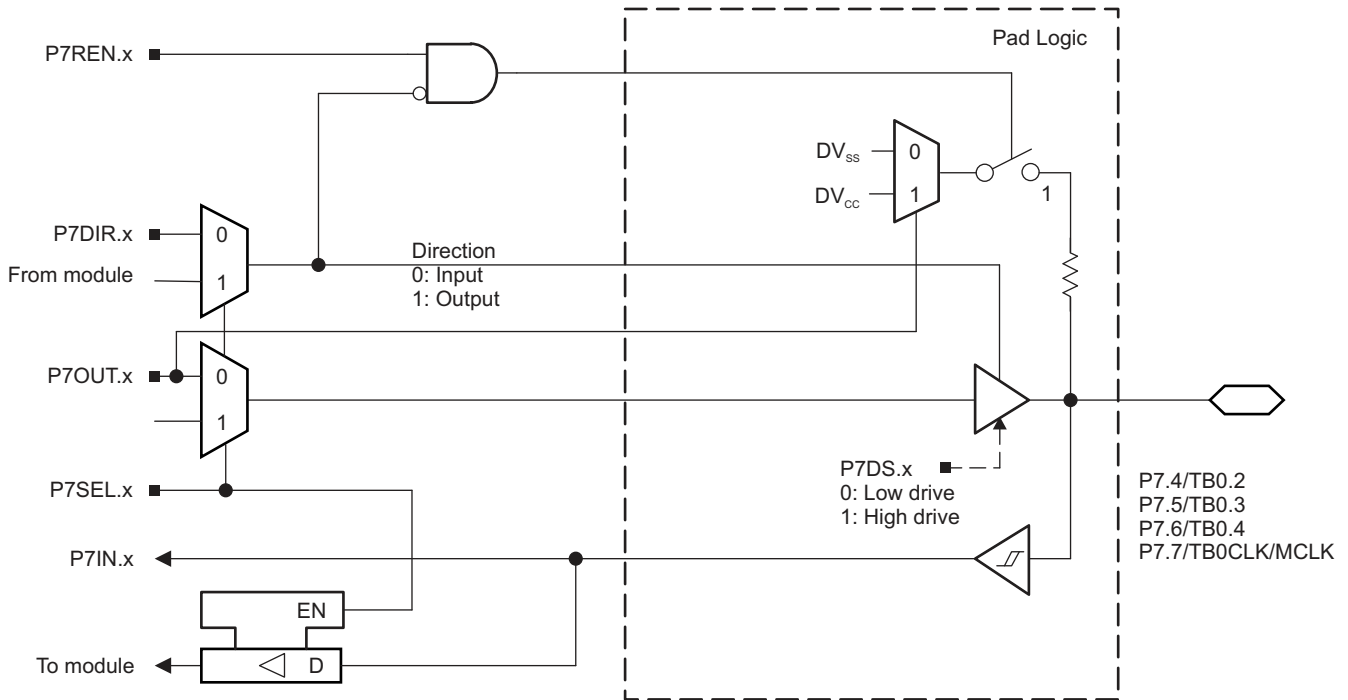 Pad Logic
P7REN.x
DVSS
0
DVCC
1
1
P7DIR.x
0
From module
1
Direction
0: Input
1: Output
P7OUT.x
0
1
P7DS.x
0: Low drive
1: High drive
P7SEL.x
P7.4/TB0.2
P7.5/TB0.3
P7.6/TB0.4
P7.7/TB0CLK/MCLK
P7IN.x
EN
To module
D